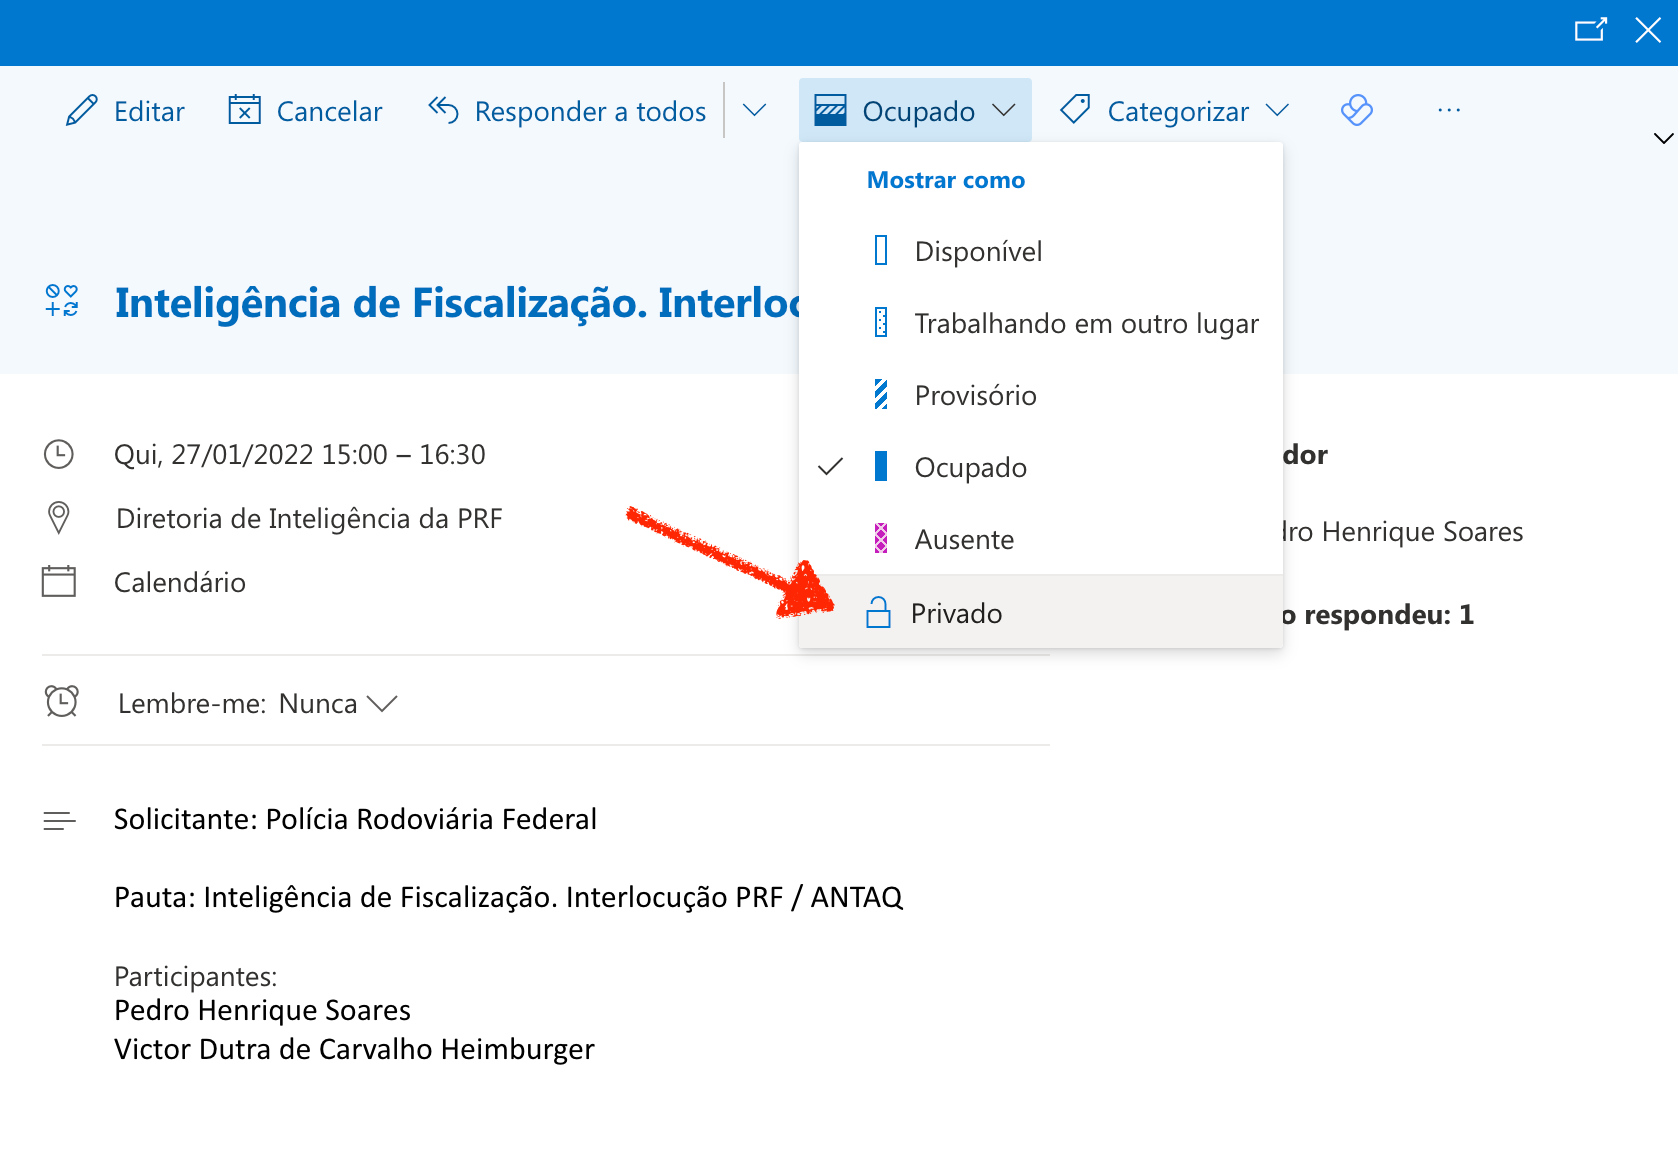 Editar Cancelar Responder a todos Ocupado Categorizar
Mostrar como
Disponível
Trabalhando em outro lugar
Provisório
Ocupado
Ausente
Privado
Inteligência de Fiscalização.
Qui, 27/01/2022 15:00 – 16:30
Diretoria de Inteligência da PRF
Calendário
Henrique Soares
respondeu: 1
Lembre-me: Nunca
Solicitante: Polícia Rodoviária Federal
Pauta: Inteligência de Fiscalização. Interlocução PRF / ANTAQ
Participantes:
Pedro Henrique Soares
Victor Dutra de Carvalho Heimburger